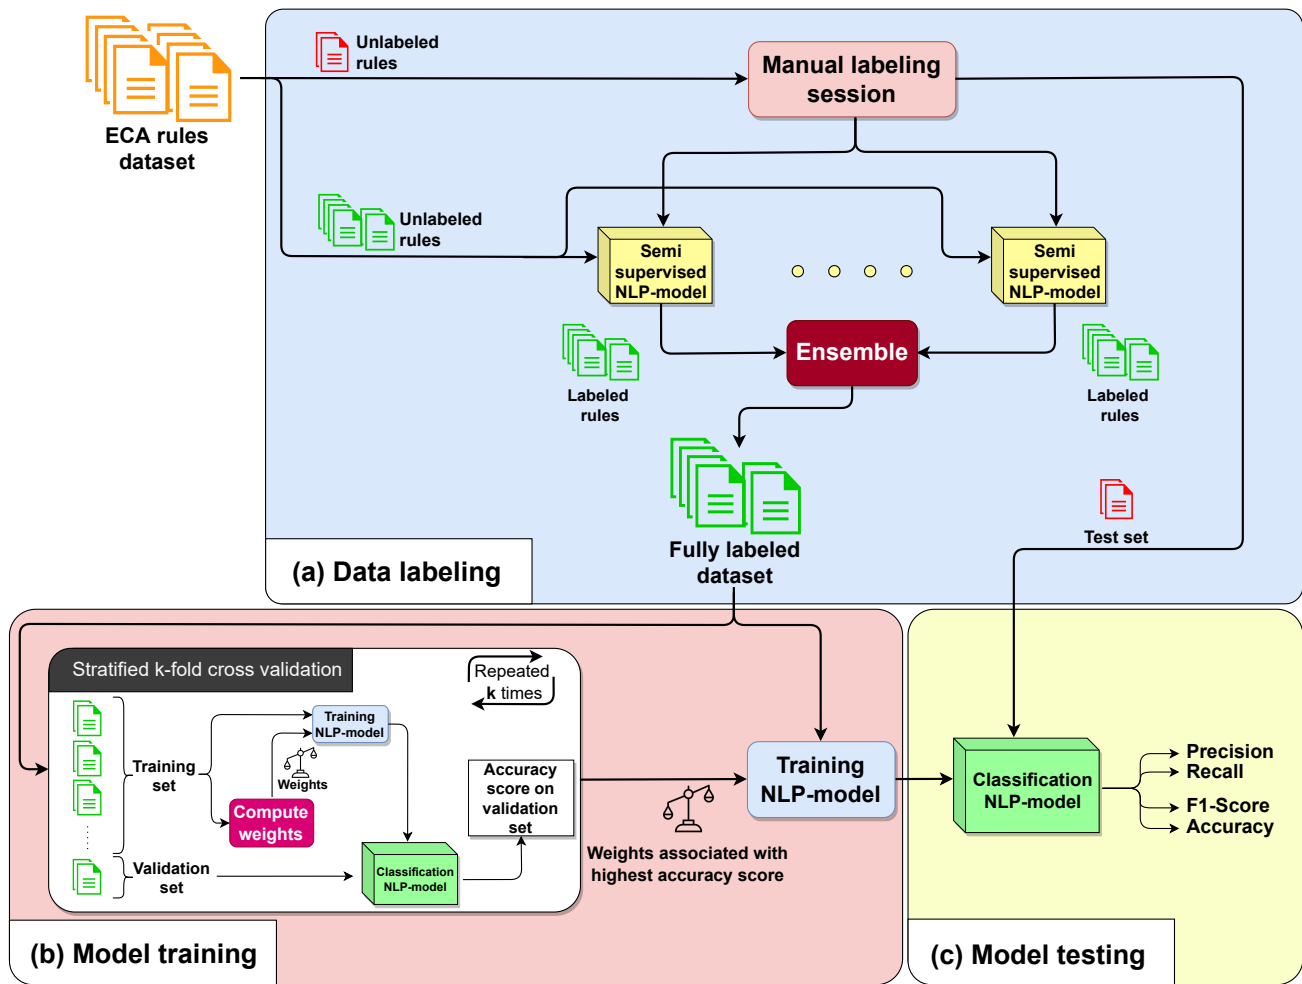 ECA rules
dataset
Unlabeled
rules
Manual labeling
session
Unlabeled
rules
Semi
supervised
NLP-model
Semi
supervised
NLP-model
Ensemble
Labeled
rules
Labeled
rules
Fully labeled
dataset
Test set
(a) Data labeling
Stratified k-fold cross validation
Repeated
k times
Training
set
Training
NLP-model
Weights
Compute
weights
Validation
set
Classification
NLP-model
Accuracy
score on
validation
set
Weights associated with
highest accuracy score
Training
NLP-model
(b) Model training
Classification
NLP-model
Precision
Recall
F1-Score
Accuracy
(c) Model testing